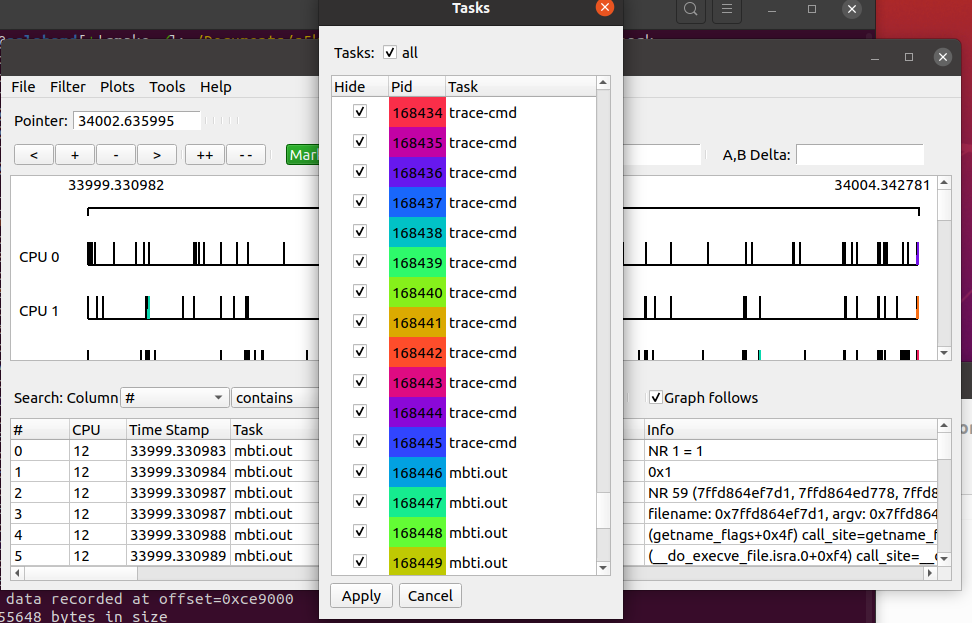 Tasks
File Filter Plots Tools Help
Pointer: 34002.635995
< + - > ++ -- Mar
A,B Delta:
33999.330982 34004.342781
CPU 0
CPU 1
Search: Column # contains
Graph follows
# CPU Time Stamp Task Info
0 12 33999.330983 mbti.out NR 1 = 1
1 12 33999.330984 mbti.out 0x1
2 12 33999.330987 mbti.out NR 59 (7ffd864ef7d1, 7ffd864ed778, 7ffd8
3 12 33999.330987 mbti.out filename: 0x7ffd864ef7d1, argv: 0x7ffd864
4 12 33999.330988 mbti.out (getname_flags+0x4f) call_site=getname_f
5 12 33999.330989 mbti.out (__do_execve_file.isra.0+0xf4) call_site=__
Tasks: all
Hide Pid Task
168434 trace-cmd
168435 trace-cmd
168436 trace-cmd
168437 trace-cmd
168438 trace-cmd
168439 trace-cmd
168440 trace-cmd
168441 trace-cmd
168442 trace-cmd
168443 trace-cmd
168444 trace-cmd
168445 trace-cmd
168446 mbti.out
168447 mbti.out
168448 mbti.out
168449 mbti.out
Apply Cancel
data recorded at offset=0xce9000
55648 bytes in size